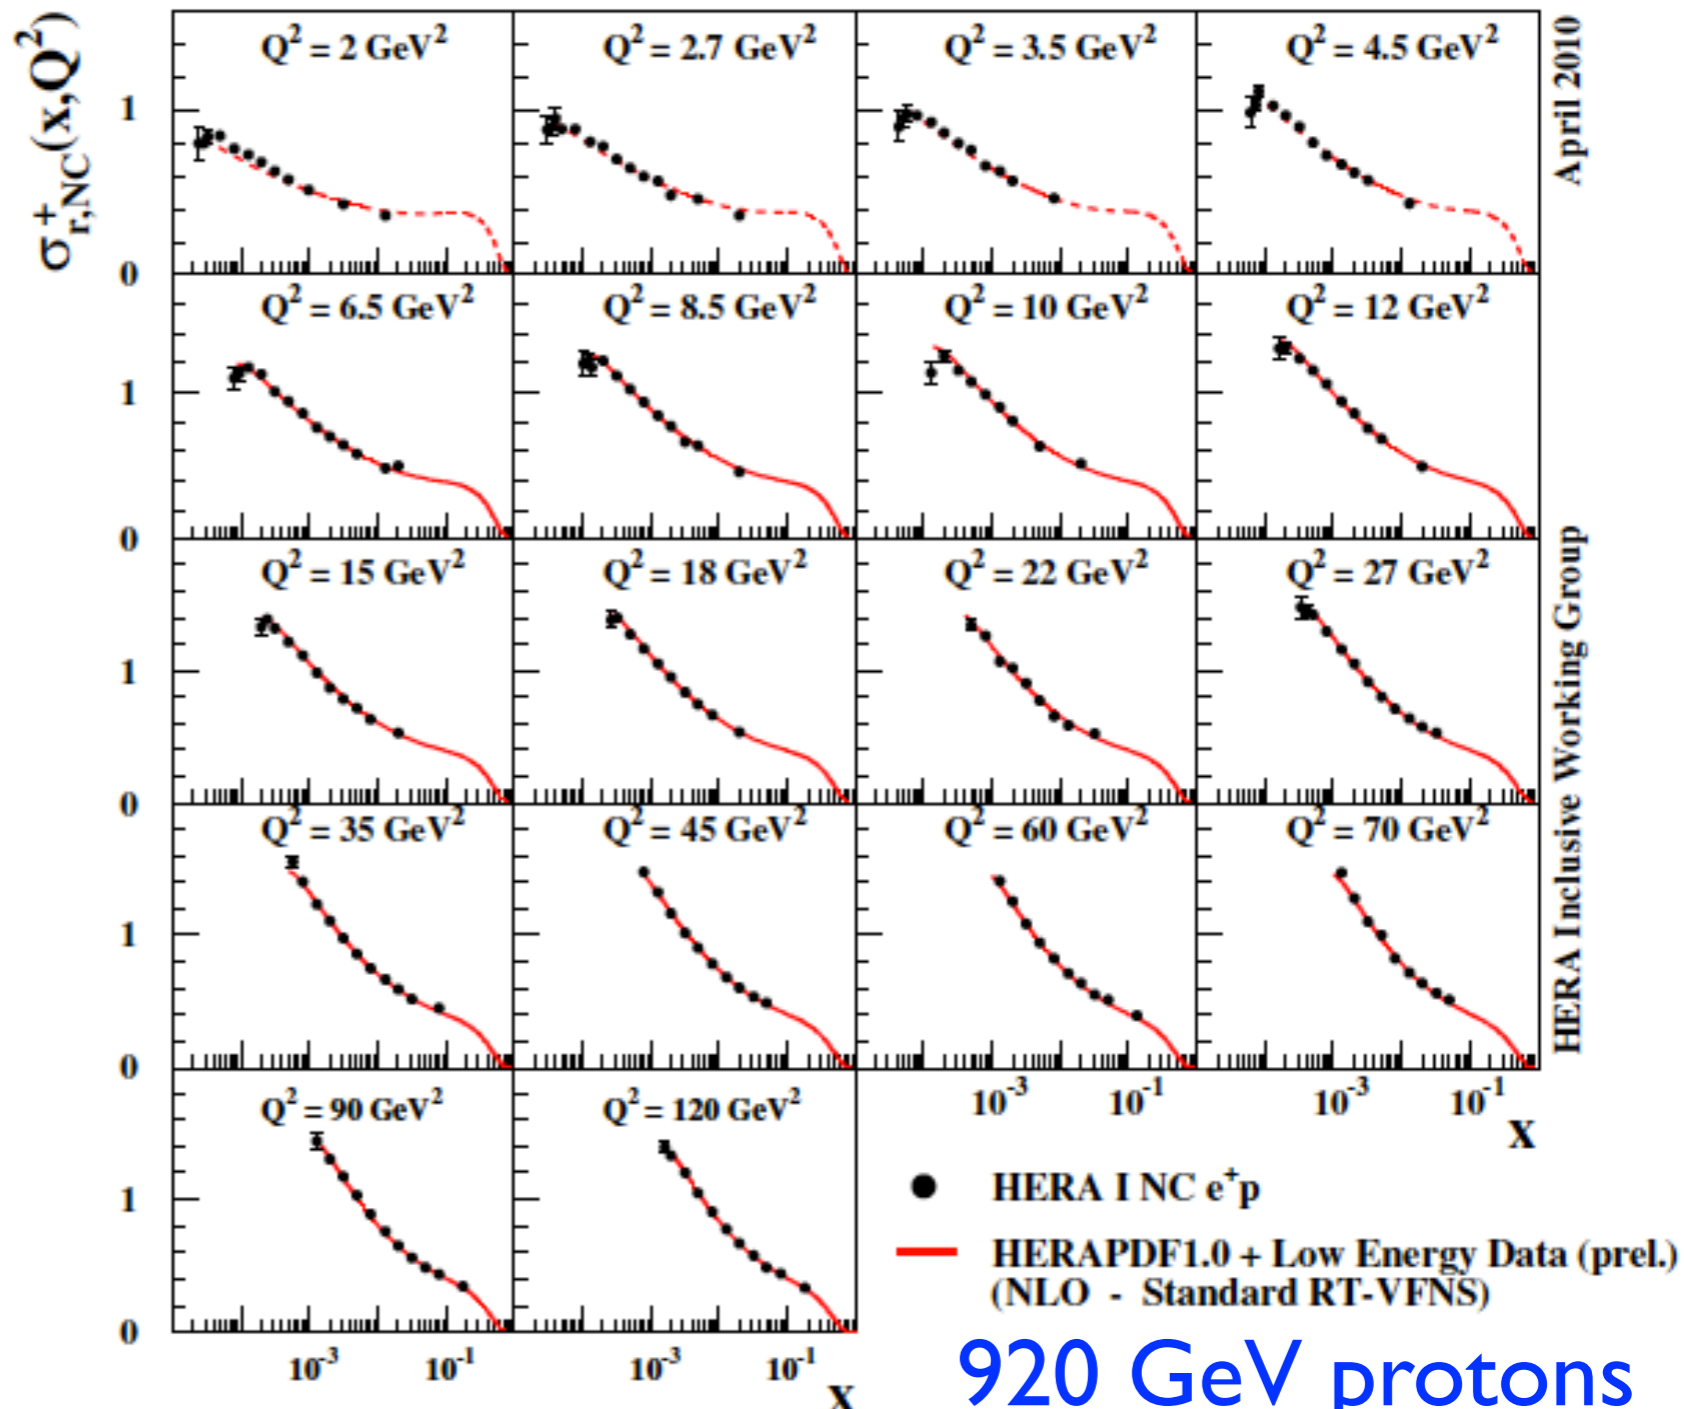 σ⁺r,NC(x,Q²)
Q² = 2 GeV²
Q² = 2.7 GeV²
Q² = 3.5 GeV²
Q² = 4.5 GeV²
1
0
Q² = 6.5 GeV²
Q² = 8.5 GeV²
Q² = 10 GeV²
Q² = 12 GeV²
1
0
Q² = 15 GeV²
Q² = 18 GeV²
Q² = 22 GeV²
Q² = 27 GeV²
1
0
Q² = 35 GeV²
Q² = 45 GeV²
Q² = 60 GeV²
Q² = 70 GeV²
1
0
Q² = 90 GeV²
Q² = 120 GeV²
1
0
10⁻³ 10⁻¹ 10⁻³ 10⁻¹
x
10⁻³ 10⁻¹ 10⁻³ 10⁻¹
x
HERA I NC e⁺p
HERAPDF1.0 + Low Energy Data (prel.)
(NLO - Standard RT-VFNS)
920 GeV protons
April 2010
HERA Inclusive Working Group